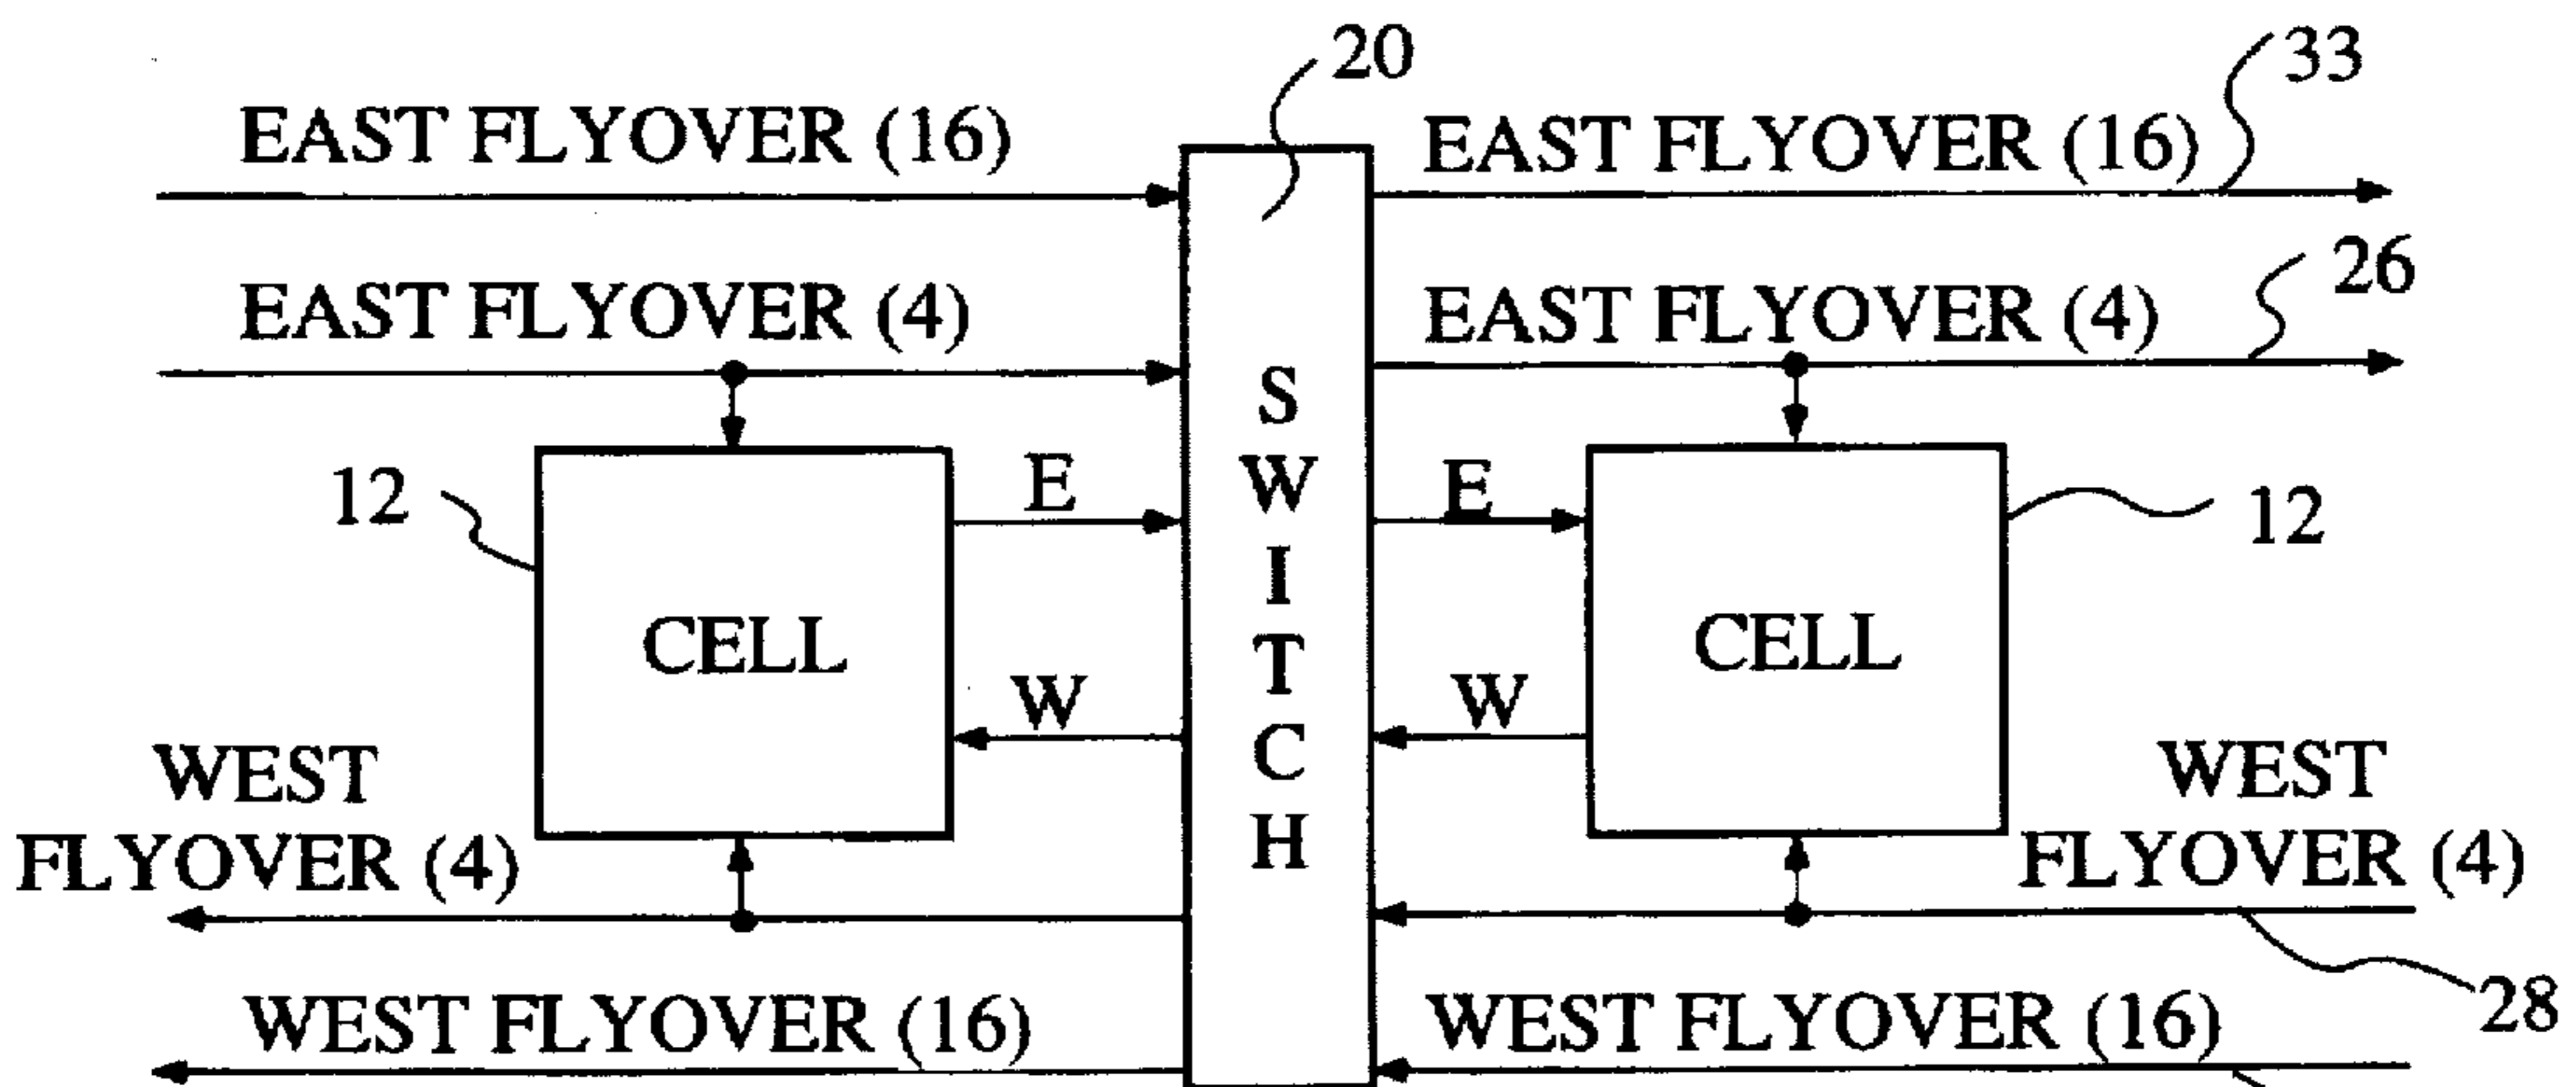 20
33
EAST FLYOVER (16)
EAST FLYOVER (16)
26
EAST FLYOVER (4)
EAST FLYOVER (4)
SWITCH
12
E
E
12
CELL
CELL
W
W
WEST
FLYOVER (4)
WEST
FLYOVER (4)
28
WEST FLYOVER (16)
WEST FLYOVER (16)